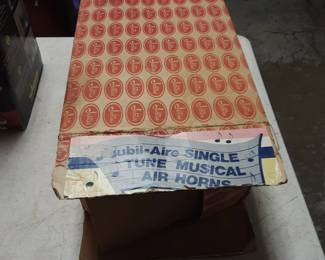 Jubil-Aire SINGLE
TUNE MUSICAL
AIR HORNS